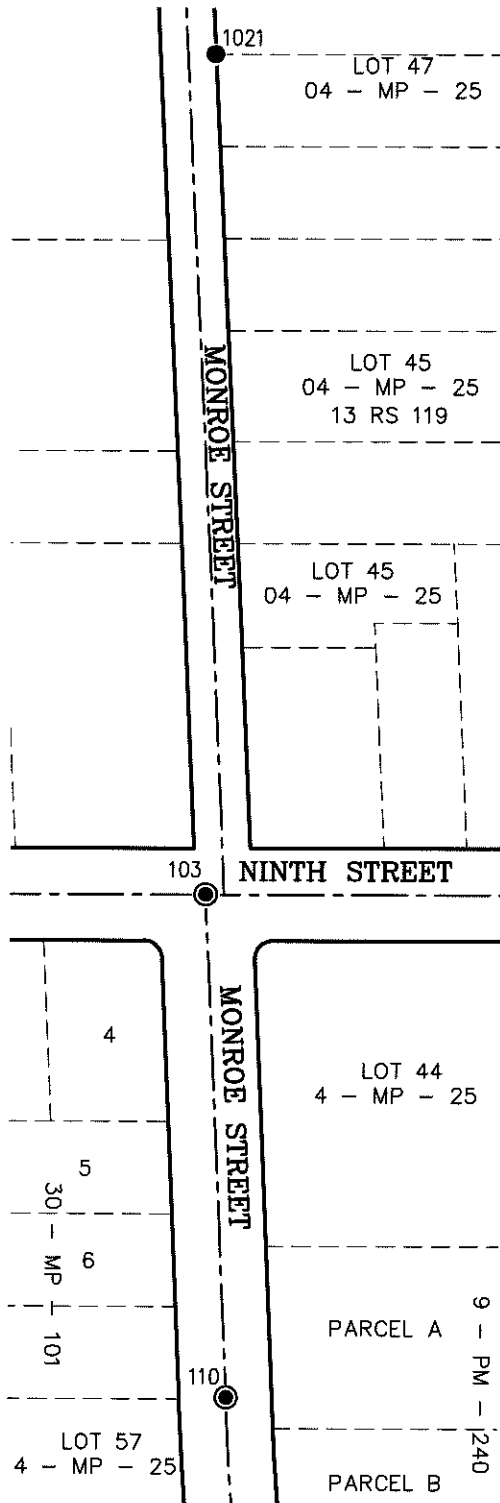 1021
LOT 47
04 - MP - 25
MONROE STREET
LOT 45
04 - MP - 25
13 RS 119
LOT 45
04 - MP - 25
103
NINTH STREET
MONROE STREET
4
LOT 44
4 - MP - 25
5
6
30 - MP - 101
PARCEL A
9 - PM - 240
110
LOT 57
4 - MP - 25
PARCEL B